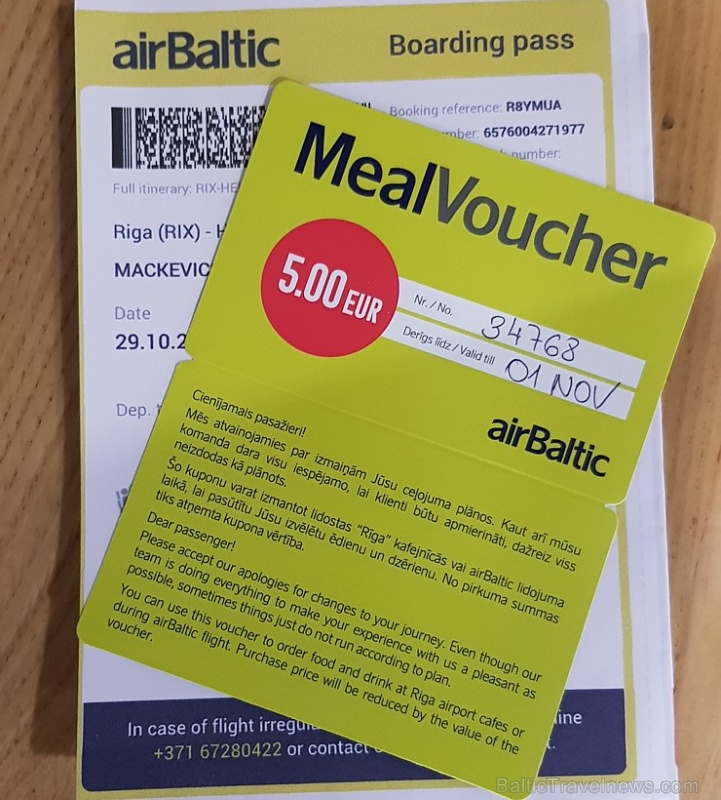 airBaltic
Boarding pass
Booking reference: R8YMUA
6576004271977
number:
Full itinerary: RIX-HE
Riga (RIX) - H
MACKEVIC
Date
29.10.2
Dep.
MealVoucher
5.00 EUR
Nr. / No. 34768
Derīgs līdz / Valid till 01 NOV
airBaltic
Cienījamais pasažieri!
Mēs atvainojamies par izmaiņām Jūsu ceļojuma plānos. Kaut arī mūsu
komanda dara visu iespējamo, lai klienti būtu apmierināti, dažreiz viss
neizdodas kā plānots.
Šo kuponu varat izmantot lidostas "Rīga" kafejnīcās vai airBaltic lidojuma
laikā, lai pasūtītu Jūsu izvēlētu ēdienu un dzērienu. No pirkuma summas
tiks atņemta kupona vērtība.
Dear passenger!
Please accept our apologies for changes to your journey. Even though our
team is doing everything to make your experience with us a pleasant as
possible, sometimes things just do not run according to plan.
You can use this voucher to order food and drink at Riga airport cafes or
during airBaltic flight. Purchase price will be reduced by the value of the
voucher.
In case of flight irregu
+371 67280422 or contact
BalticTravelnews.com